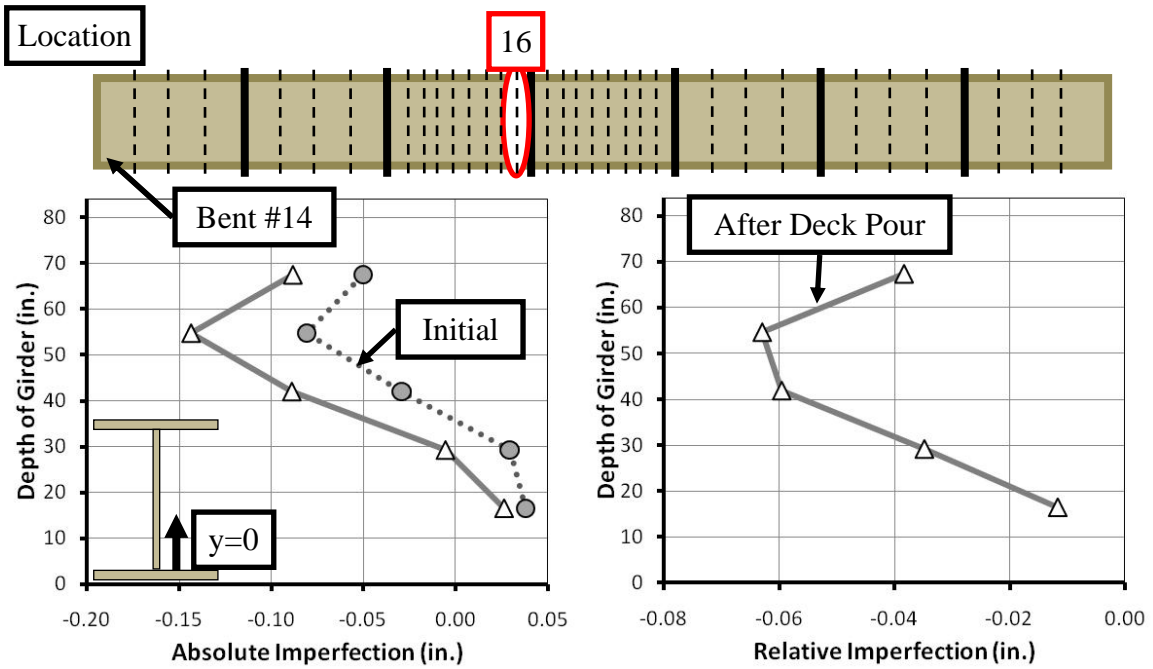 Location
16
Bent #14
Initial
y=0
Depth of Girder (in.)
80
70
60
50
40
30
20
10
0
-0.20 -0.15 -0.10 -0.05 0.00 0.05
Absolute Imperfection (in.)
After Deck Pour
Depth of Girder (in.)
80
70
60
50
40
30
20
10
0
-0.08 -0.06 -0.04 -0.02 0.00
Relative Imperfection (in.)